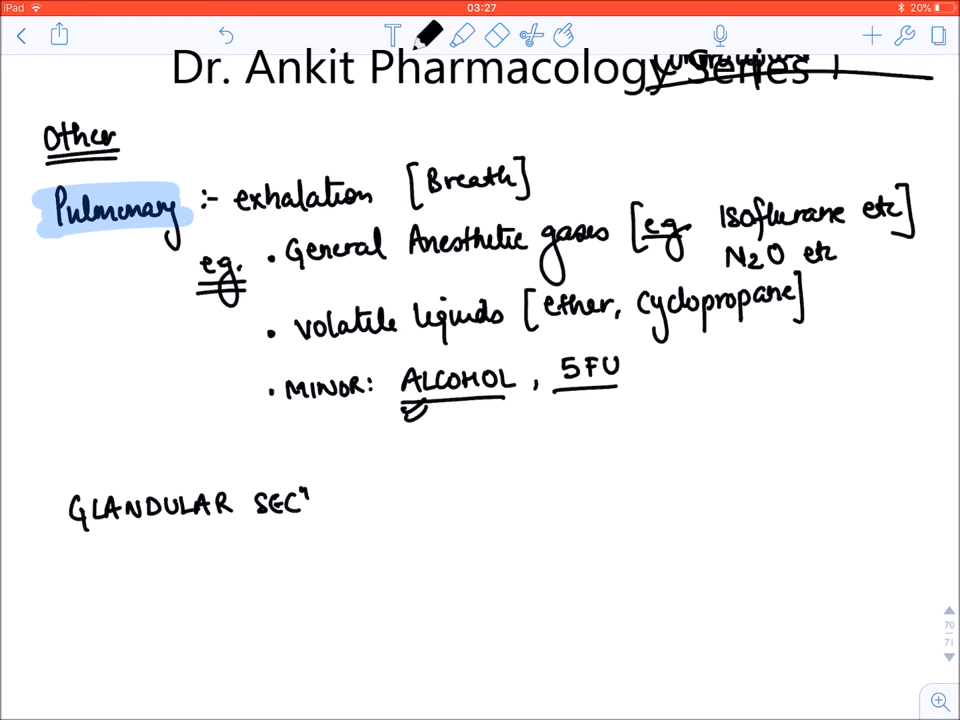 iPad 03:27 20%
T
Dr. Ankit Pharmacology Series
Other
Pulmonary :- exhalation [Breath]
eg. • General Anesthetic gases [eg. Isoflurane etc]
N2O etc
• Volatile liquids [ether, cyclopropane]
• MINOR: ALCOHOL, 5FU
GLANDULAR SECn
70
71